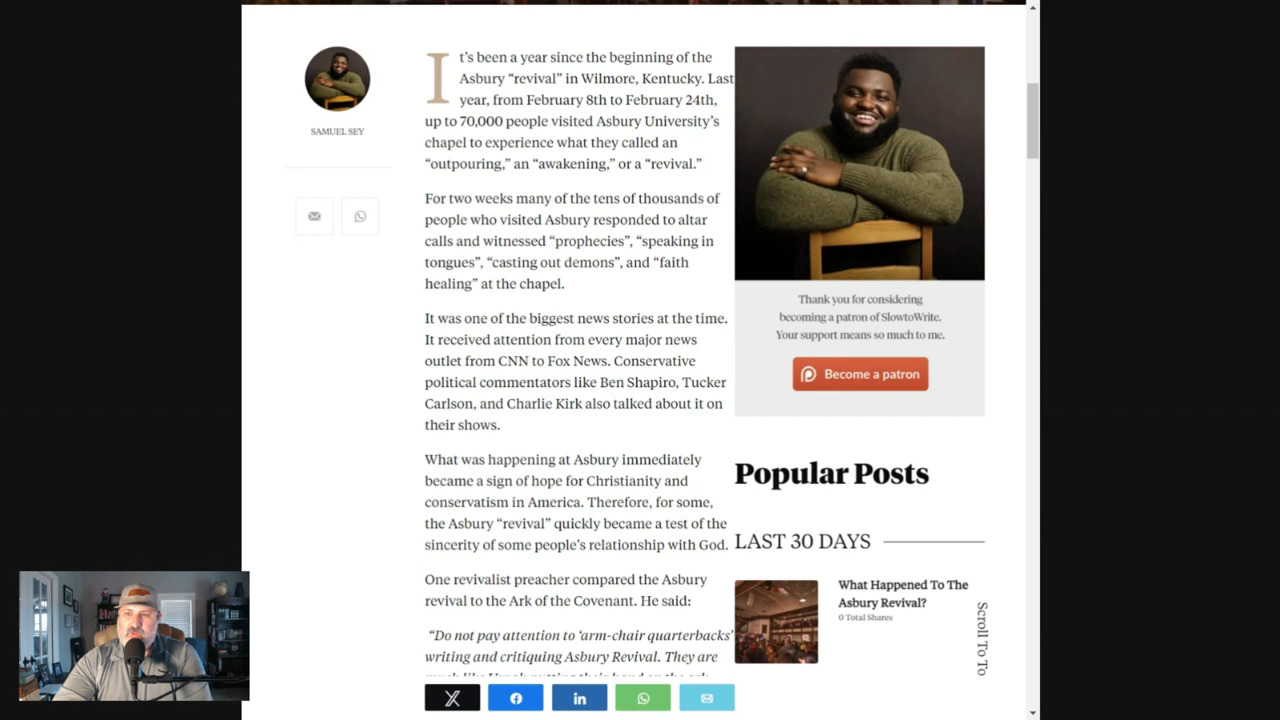 SAMUEL SEY
It's been a year since the beginning of the
Asbury “revival” in Wilmore, Kentucky. Last
year, from February 8th to February 24th,
up to 70,000 people visited Asbury University’s
chapel to experience what they called an
“outpouring,” an “awakening,” or a “revival.”
For two weeks many of the tens of thousands of
people who visited Asbury responded to altar
calls and witnessed “prophecies”, “speaking in
tongues”, “casting out demons”, and “faith
healing” at the chapel.
It was one of the biggest news stories at the time.
It received attention from every major news
outlet from CNN to Fox News. Conservative
political commentators like Ben Shapiro, Tucker
Carlson, and Charlie Kirk also talked about it on
their shows.
What was happening at Asbury immediately
became a sign of hope for Christianity and
conservatism in America. Therefore, for some,
the Asbury “revival” quickly became a test of the
sincerity of some people’s relationship with God.
One revivalist preacher compared the Asbury
revival to the Ark of the Covenant. He said:
“Do not pay attention to ‘arm-chair quarterbacks’
writing and critiquing Asbury Revival. They are
Thank you for considering
becoming a patron of SlowtoWrite.
Your support means so much to me.
Become a patron
Popular Posts
LAST 30 DAYS
What Happened To The
Asbury Revival?
0 Total Shares
Scroll To To